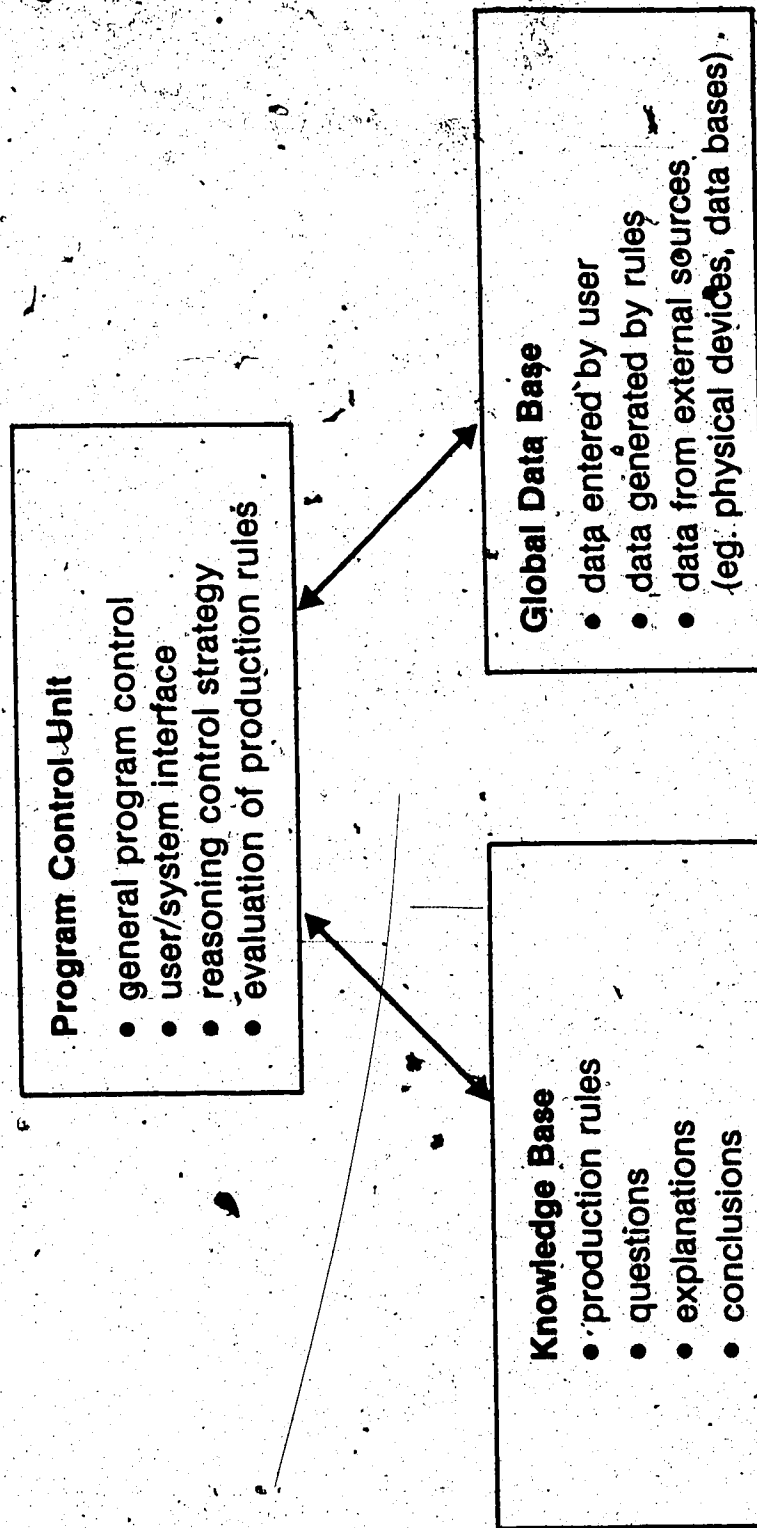 Program Control Unit
• general program control
• user/system interface
• reasoning control strategy
• evaluation of production rules
Knowledge Base
• production rules
• questions
• explanations
• conclusions
Global Data Base
• data entered by user
• data generated by rules
• data from external sources
(eg. physical devices, data bases)